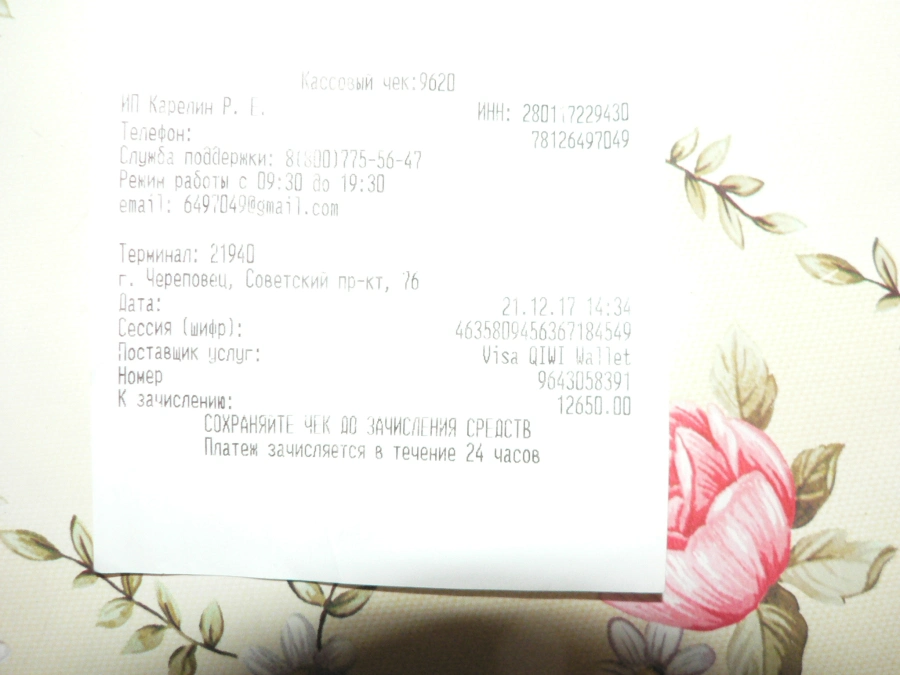 Кассовый чек:9620
ИП Карелин Р. Г. ИНН: 280117229430
Телефон: 78126497049
Служба поддержки: 8(800)775-56-47
Режим работы с 09:30 до 19:30
email: 6497049@gmail.com
Терминал: 21940
г. Череповец, Советский пр-кт, 76
Дата: 21.12.17 14:34
Сессия (шифр): 4635809456367184549
Поставщик услуг: Visa QIWI Wallet
Номер 9643058391
К зачислению: 12650.00
СОХРАНЯЙТЕ ЧЕК ДО ЗАЧИСЛЕНИЯ СРЕДСТВ
Платеж зачисляется в течение 24 часов